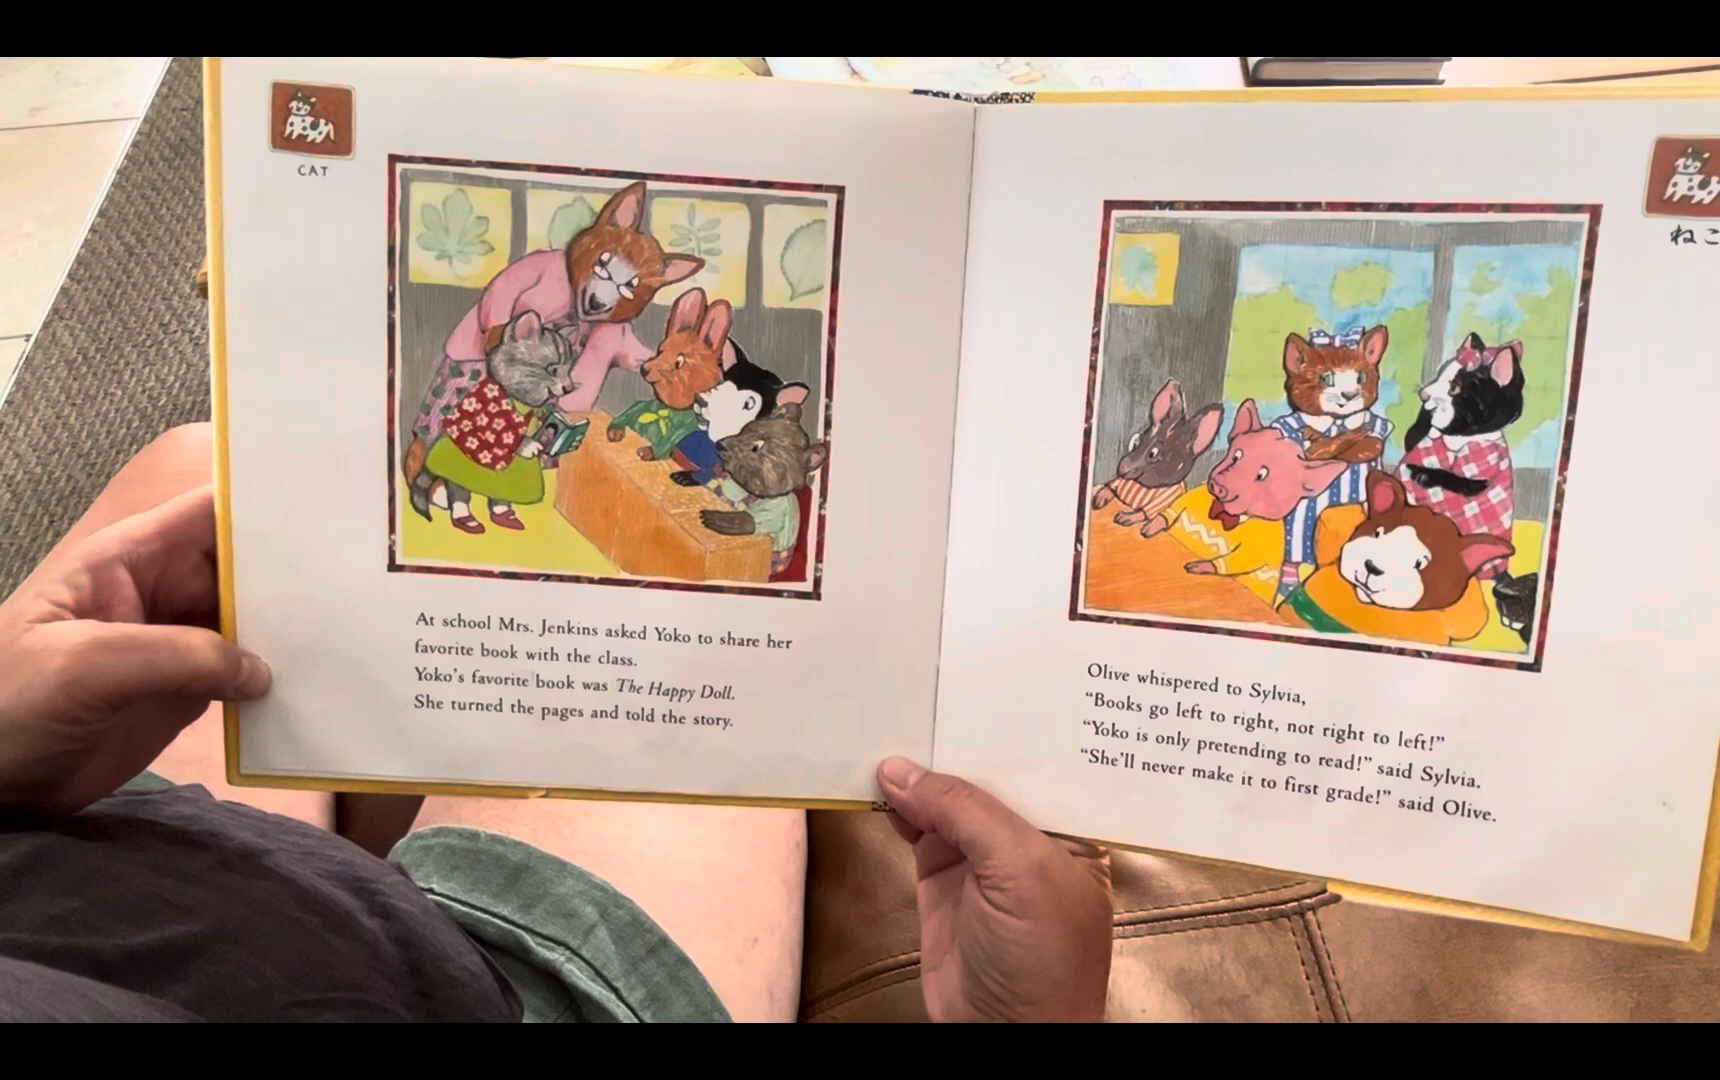 CAT
At school Mrs. Jenkins asked Yoko to share her
favorite book with the class.
Yoko's favorite book was The Happy Doll.
She turned the pages and told the story.
ねこ
Olive whispered to Sylvia,
“Books go left to right, not right to left!”
“Yoko is only pretending to read!” said Sylvia.
“She'll never make it to first grade!” said Olive.